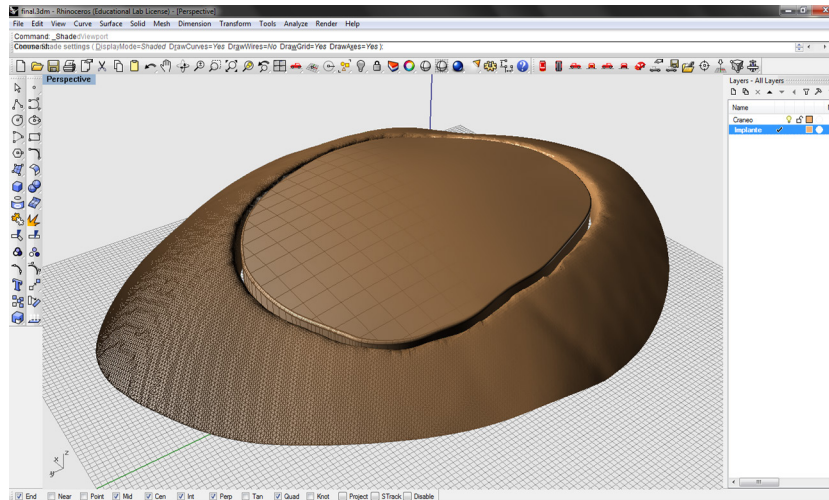 final.3dm - Rhinoceros (Educational Lab License) - [Perspective]
File Edit View Curve Surface Solid Mesh Dimension Transform Tools Analyze Render Help
Command: _Shade
Shade settings ( DisplayMode=Shaded DrawCurves=Yes DrawWires=No DrawGrid=Yes DrawAxes=Yes ):
Perspective
Layers - All Layers
Name
Craneo
Implante
z
x
y
End Near Point Mid Cen Int Perp Tan Quad Knot Project STrack Disable